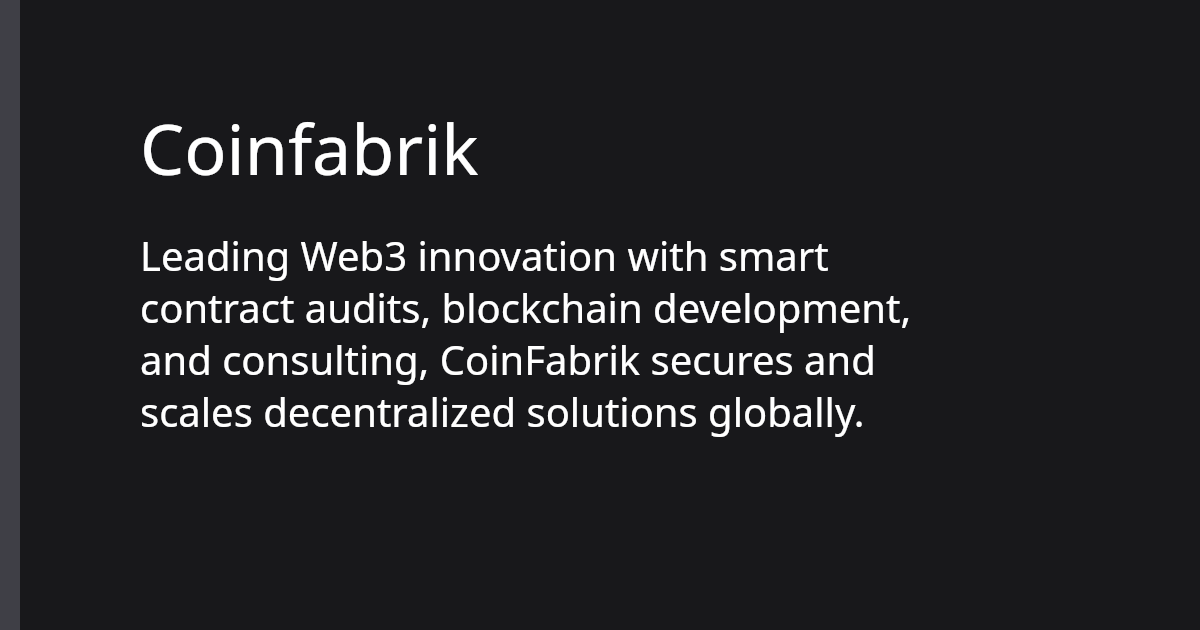 Coinfabrik
Leading Web3 innovation with smart
contract audits, blockchain development,
and consulting, CoinFabrik secures and
scales decentralized solutions globally.